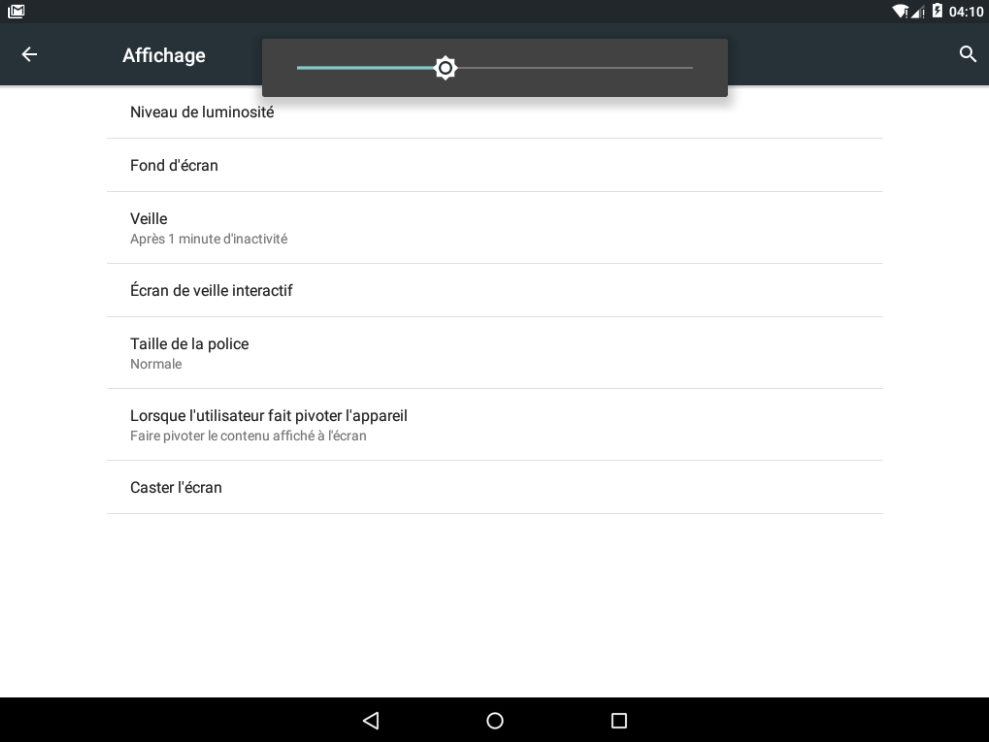 04:10
Affichage
Niveau de luminosité
Fond d'écran
Veille
Après 1 minute d'inactivité
Écran de veille interactif
Taille de la police
Normale
Lorsque l'utilisateur fait pivoter l'appareil
Faire pivoter le contenu affiché à l'écran
Caster l'écran